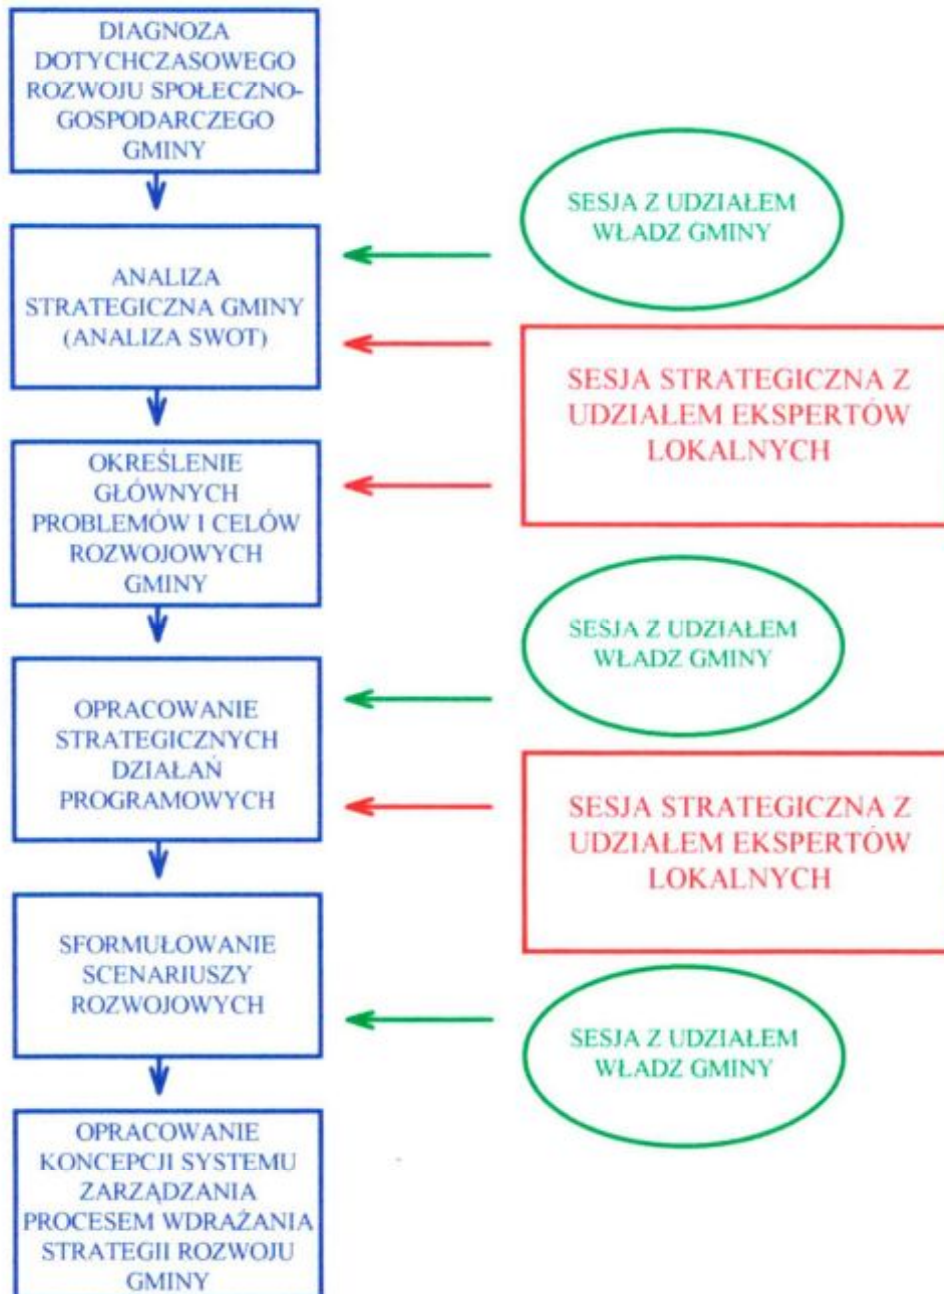 DIAGNOZA
DOTYCHCZASOWEGO
ROZWOJU SPOŁECZNO-
GOSPODARCZEGO
GMINY
SESJA Z UDZIAŁEM
WŁADZ GMINY
ANALIZA
STRATEGICZNA GMINY
(ANALIZA SWOT)
SESJA STRATEGICZNA Z
UDZIAŁEM EKSPERTÓW
LOKALNYCH
OKREŚLENIE
GŁÓWNYCH
PROBLEMÓW I CELÓW
ROZWOJOWYCH
GMINY
SESJA Z UDZIAŁEM
WŁADZ GMINY
OPRACOWANIE
STRATEGICZNYCH
DZIAŁAŃ
PROGRAMOWYCH
SESJA STRATEGICZNA Z
UDZIAŁEM EKSPERTÓW
LOKALNYCH
SFORMUŁOWANIE
SCENARIUSZY
ROZWOJOWYCH
SESJA Z UDZIAŁEM
WŁADZ GMINY
OPRACOWANIE
KONCEPCJI SYSTEMU
ZARZĄDZANIA
PROCESEM WDRAŻANIA
STRATEGII ROZWOJU
GMINY